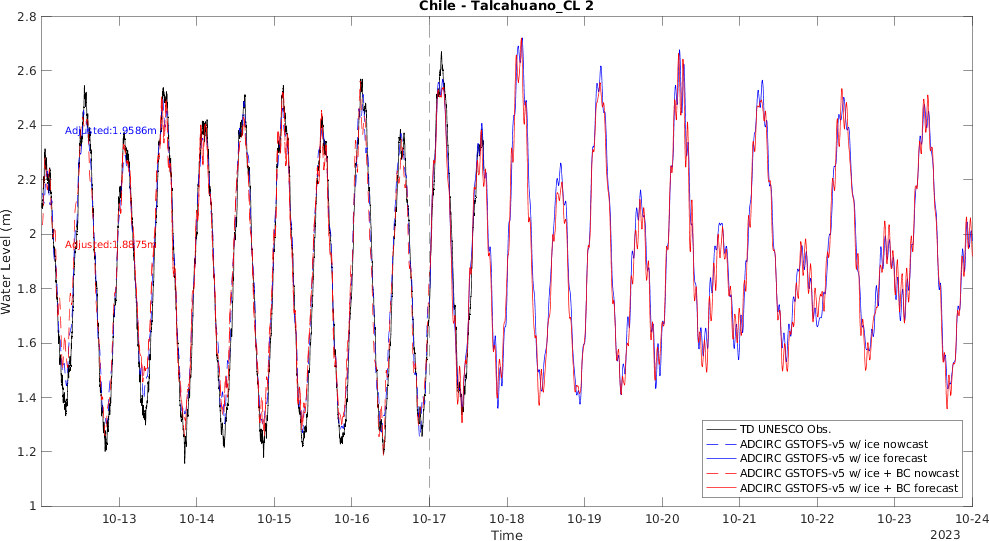 Chile - Talcahuano_CL 2
2.8
2.6
2.4
2.2
2
1.8
1.6
1.4
1.2
1
Water Level (m)
Adjusted:1.9586m
Adjusted:1.8875m
TD UNESCO Obs.
ADCIRC GSTOFS-v5 w/ ice nowcast
ADCIRC GSTOFS-v5 w/ ice forecast
ADCIRC GSTOFS-v5 w/ ice + BC nowcast
ADCIRC GSTOFS-v5 w/ ice + BC forecast
10-13 10-14 10-15 10-16 10-17 10-18 10-19 10-20 10-21 10-22 10-23 10-24
Time
2023